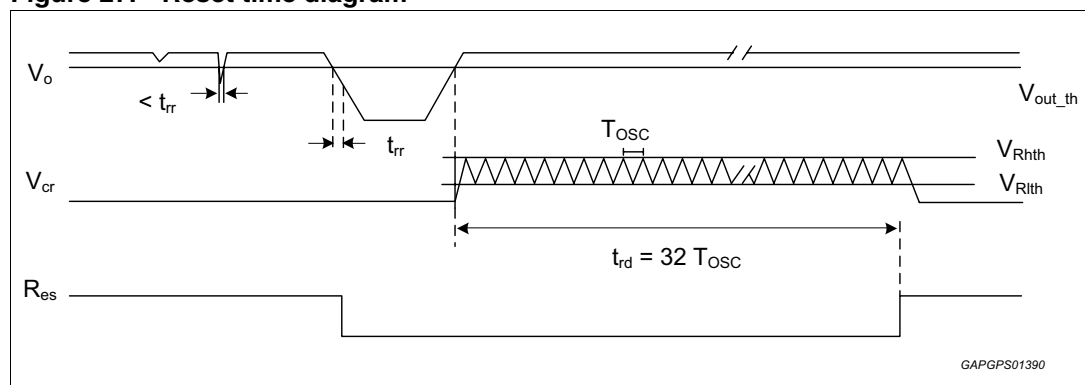 Figure 27. Reset time diagram
Vo
< trr
trr
Vout_th
TOSC
VRhth
Vcr
VRlth
trd = 32 TOSC
Res
GAPGPS01390